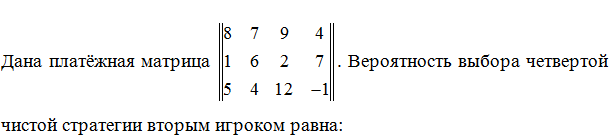 Дана платёжная матрица
8 7 9 4
1 6 2 7
5 4 12 −1
. Вероятность выбора четвертой
чистой стратегии вторым игроком равна: